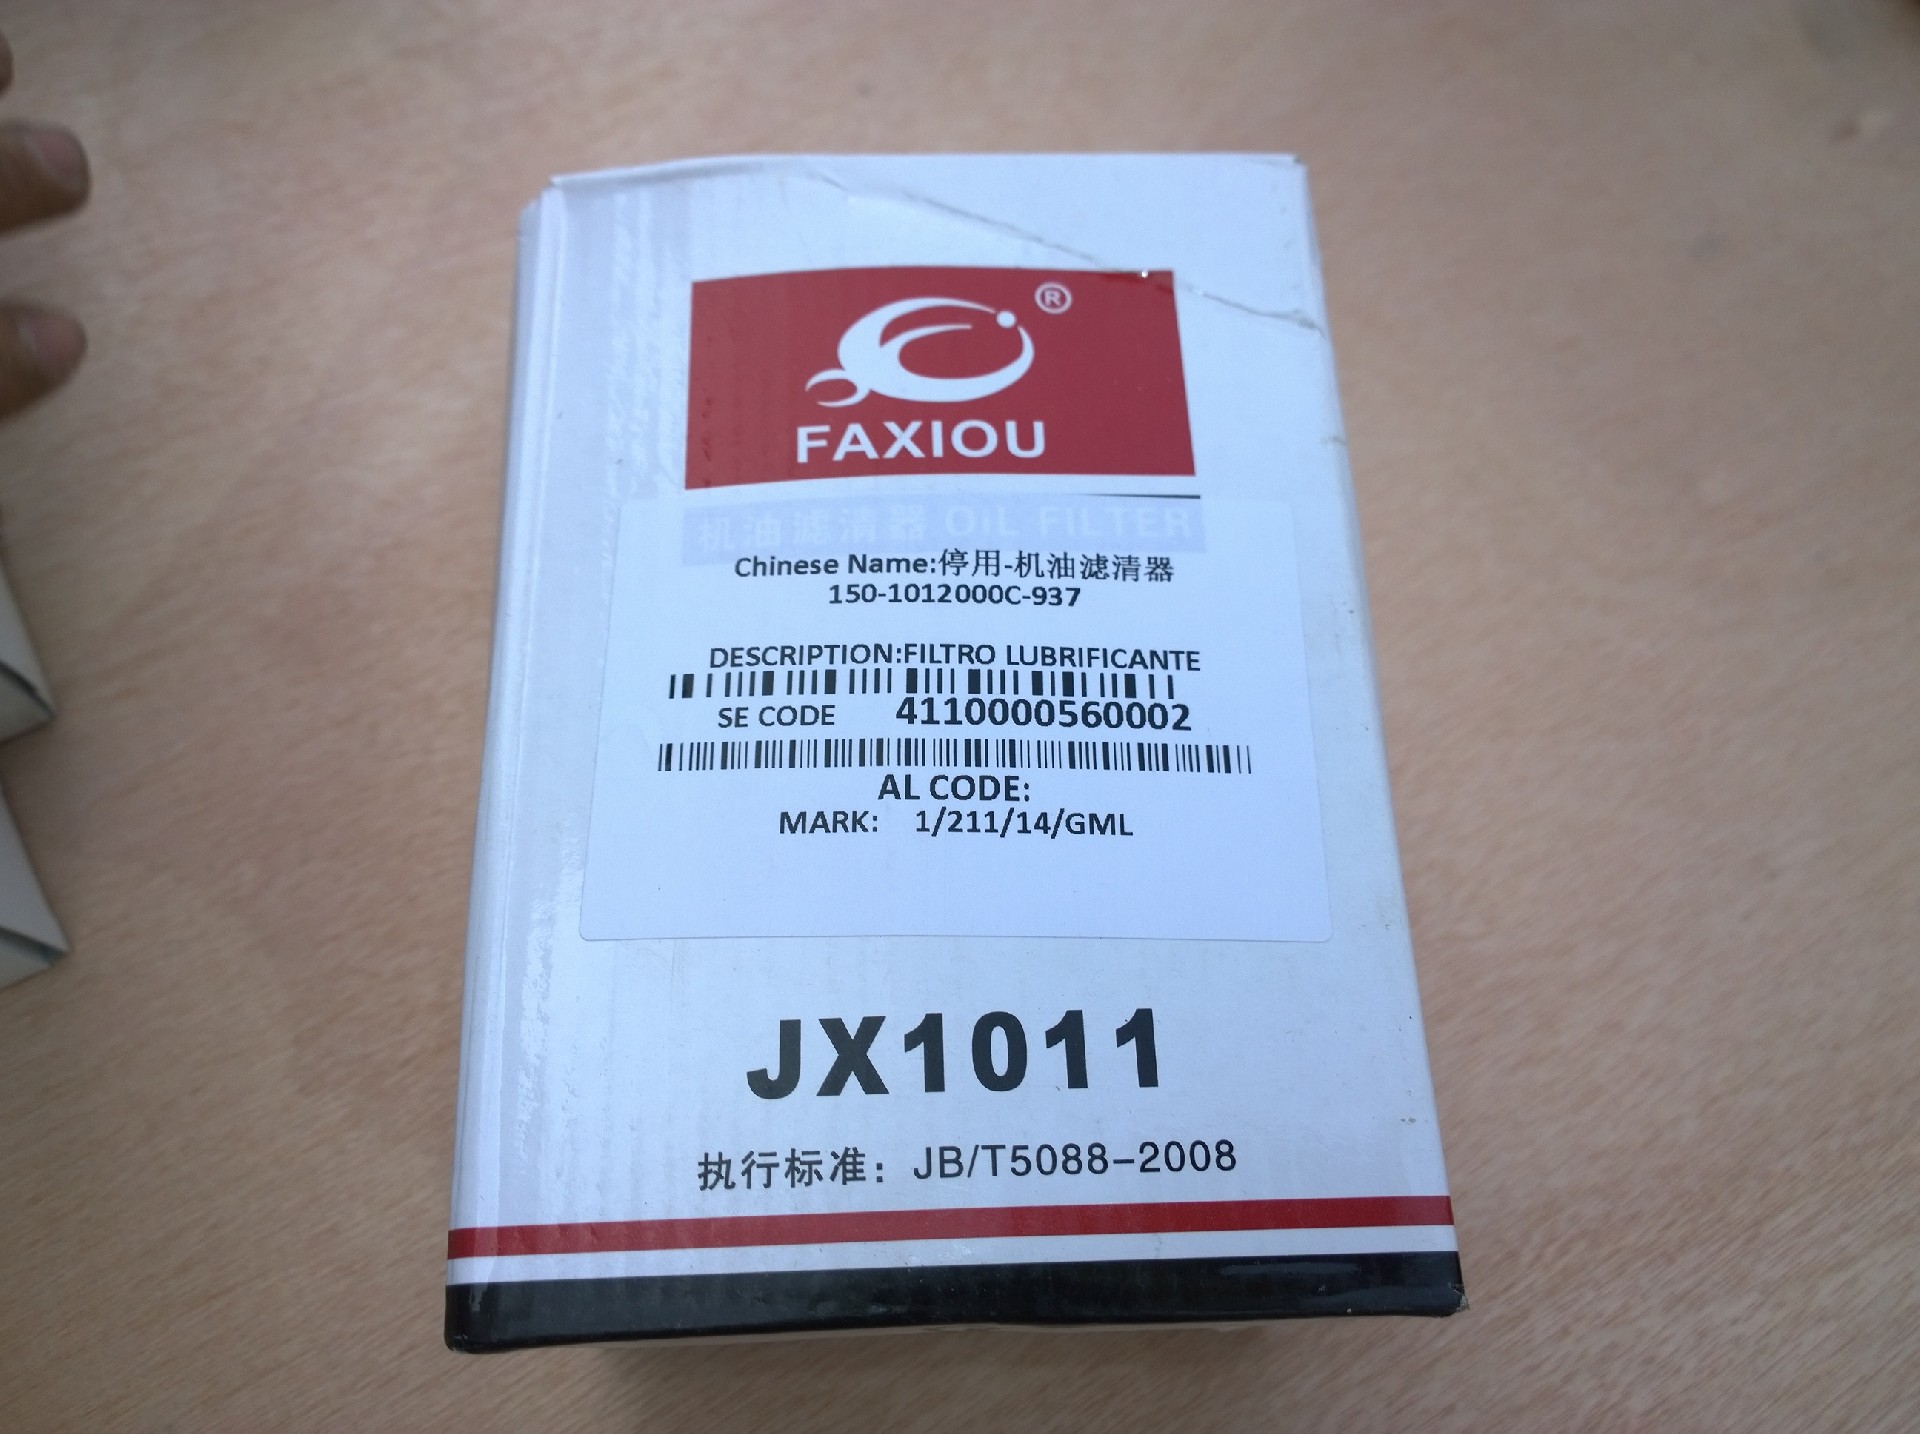 ®
FAXIOU
机油滤清器 OIL FILTER
Chinese Name:停用-机油滤清器
150-1012000C-937
DESCRIPTION:FILTRO LUBRIFICANTE
SE CODE 4110000560002
AL CODE:
MARK: 1/211/14/GML
JX1011
执行标准：JB/T5088-2008